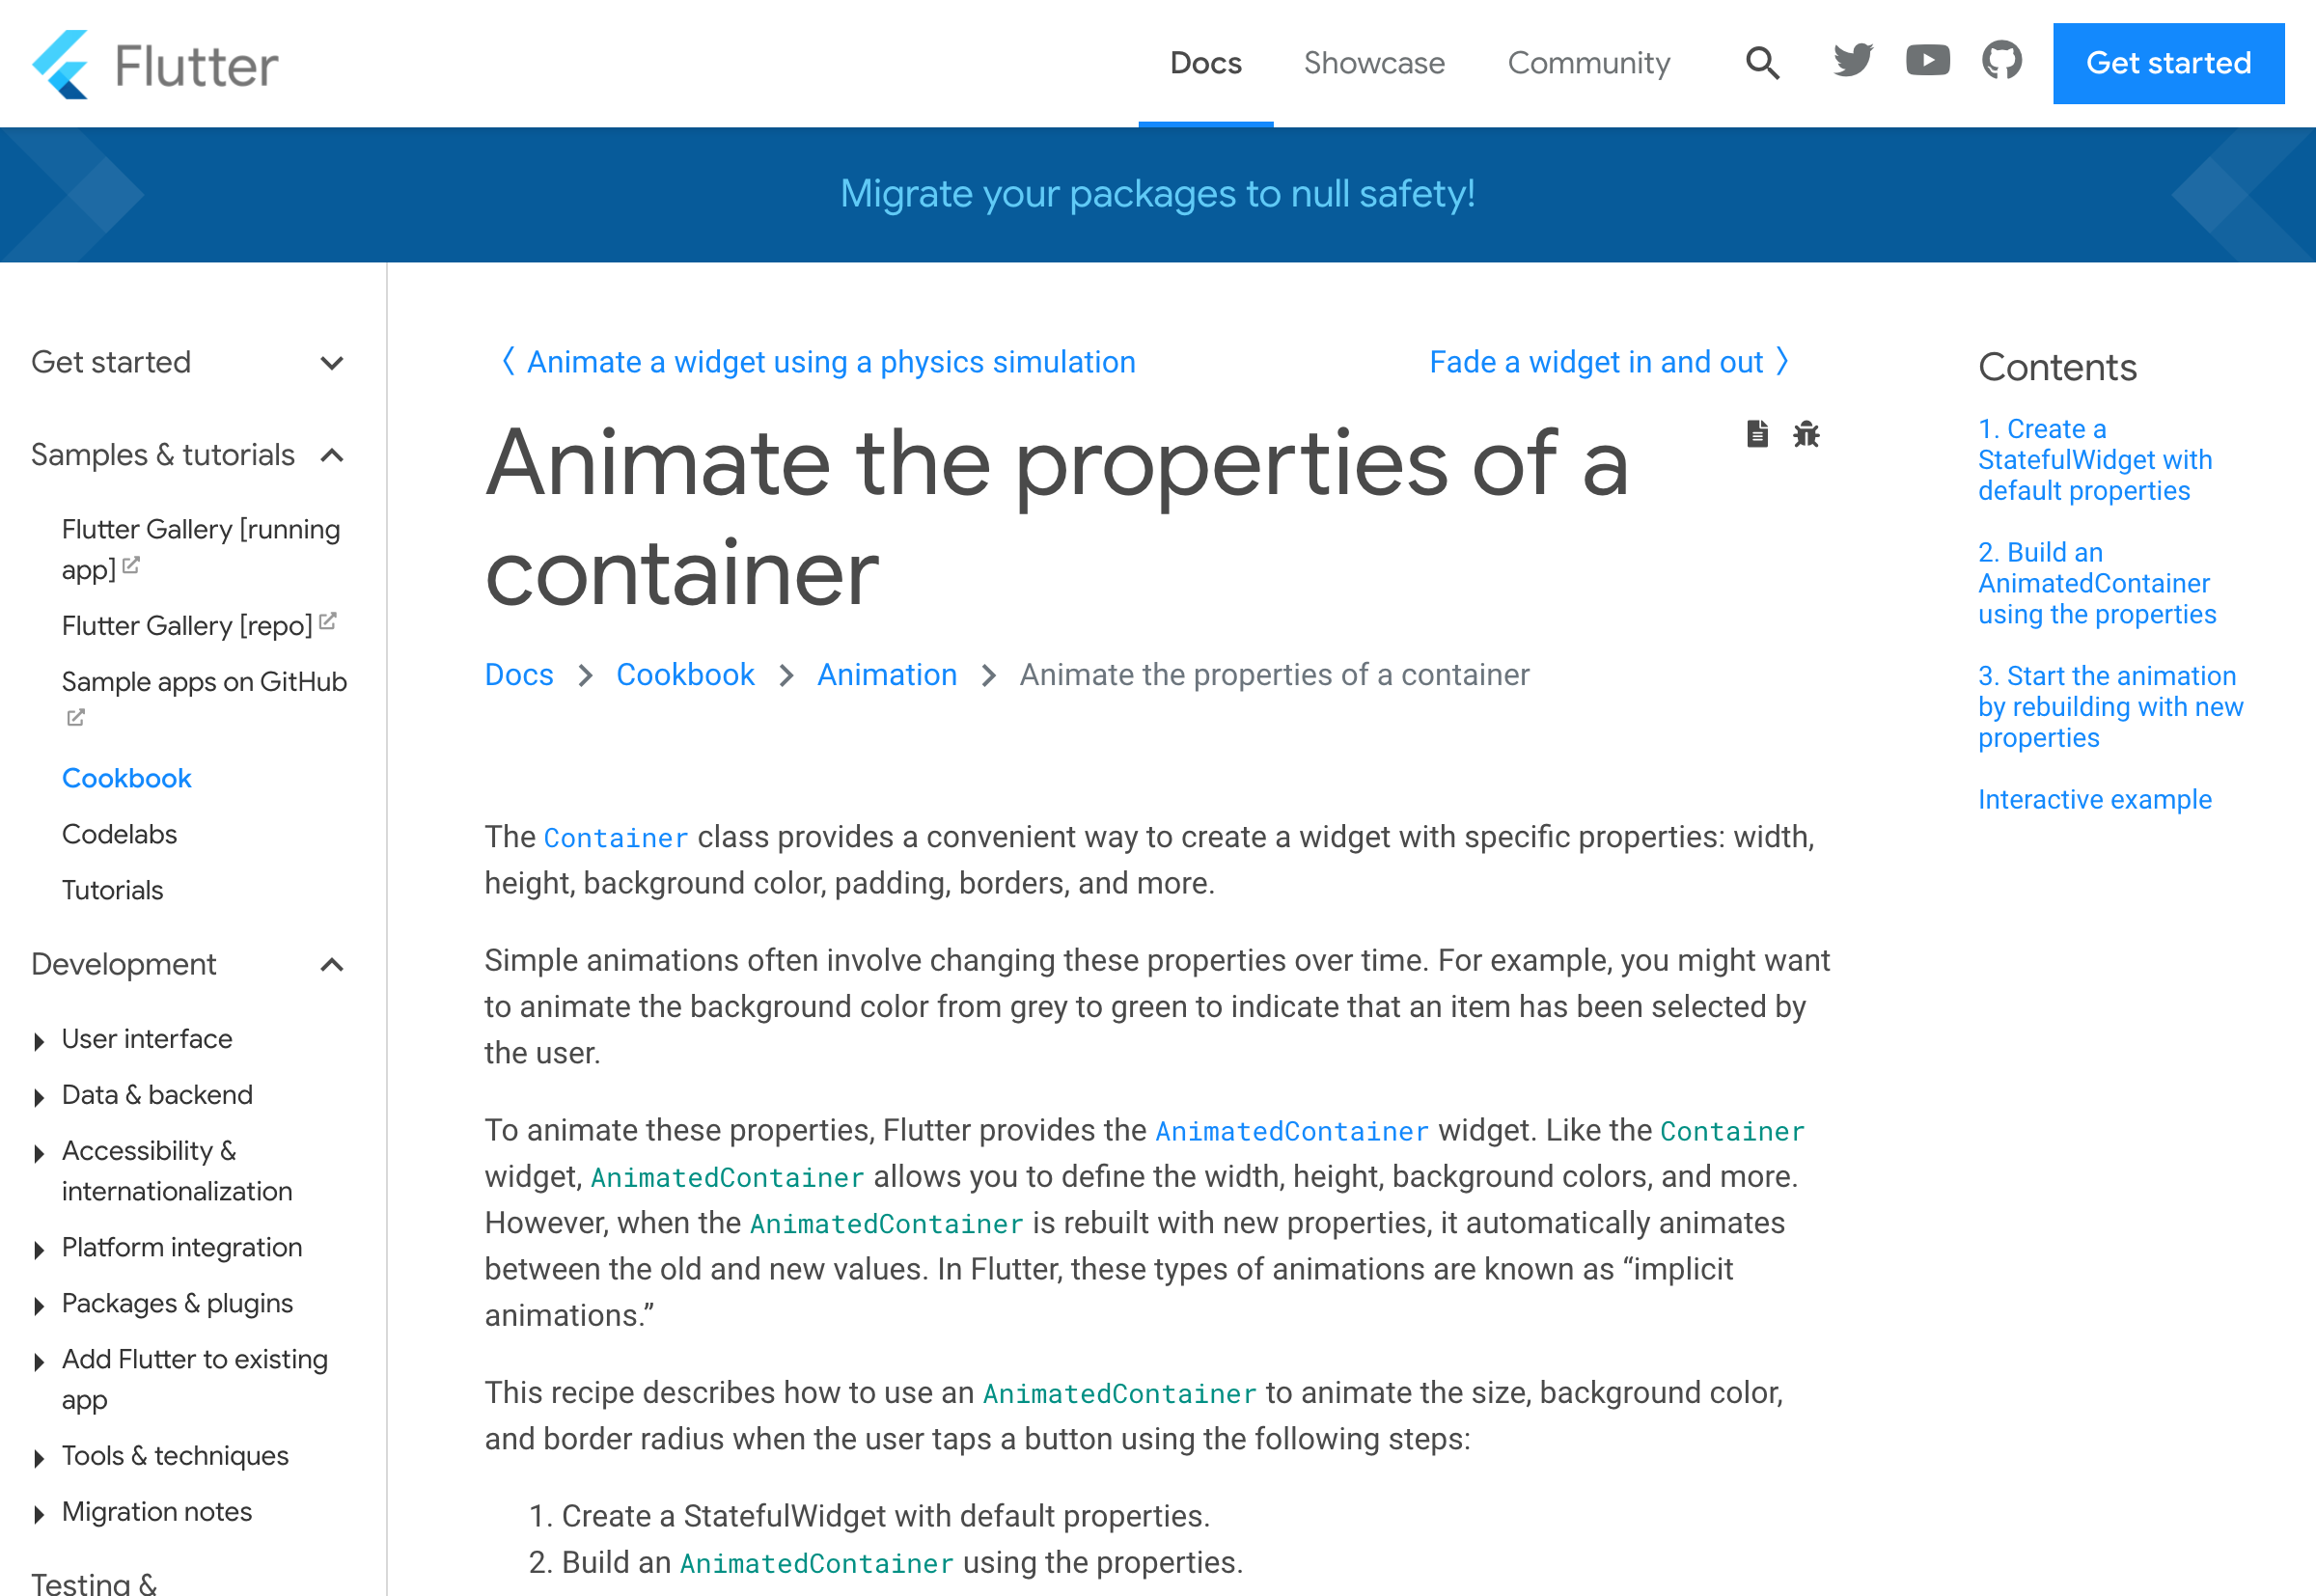 Flutter
Docs
Showcase
Community
Get started
Migrate your packages to null safety!
Get started
Samples & tutorials
Flutter Gallery [running
app]
Flutter Gallery [repo]
Sample apps on GitHub
Cookbook
Codelabs
Tutorials
Development
User interface
Data & backend
Accessibility &
internationalization
Platform integration
Packages & plugins
Add Flutter to existing
app
Tools & techniques
Migration notes
Testing &
〈 Animate a widget using a physics simulation
Fade a widget in and out 〉
Animate the properties of a
container
Docs > Cookbook > Animation > Animate the properties of a container
The Container class provides a convenient way to create a widget with specific properties: width,
height, background color, padding, borders, and more.
Simple animations often involve changing these properties over time. For example, you might want
to animate the background color from grey to green to indicate that an item has been selected by
the user.
To animate these properties, Flutter provides the AnimatedContainer widget. Like the Container
widget, AnimatedContainer allows you to define the width, height, background colors, and more.
However, when the AnimatedContainer is rebuilt with new properties, it automatically animates
between the old and new values. In Flutter, these types of animations are known as “implicit
animations.”
This recipe describes how to use an AnimatedContainer to animate the size, background color,
and border radius when the user taps a button using the following steps:
1. Create a StatefulWidget with default properties.
2. Build an AnimatedContainer using the properties.
Contents
1. Create a
StatefulWidget with
default properties
2. Build an
AnimatedContainer
using the properties
3. Start the animation
by rebuilding with new
properties
Interactive example